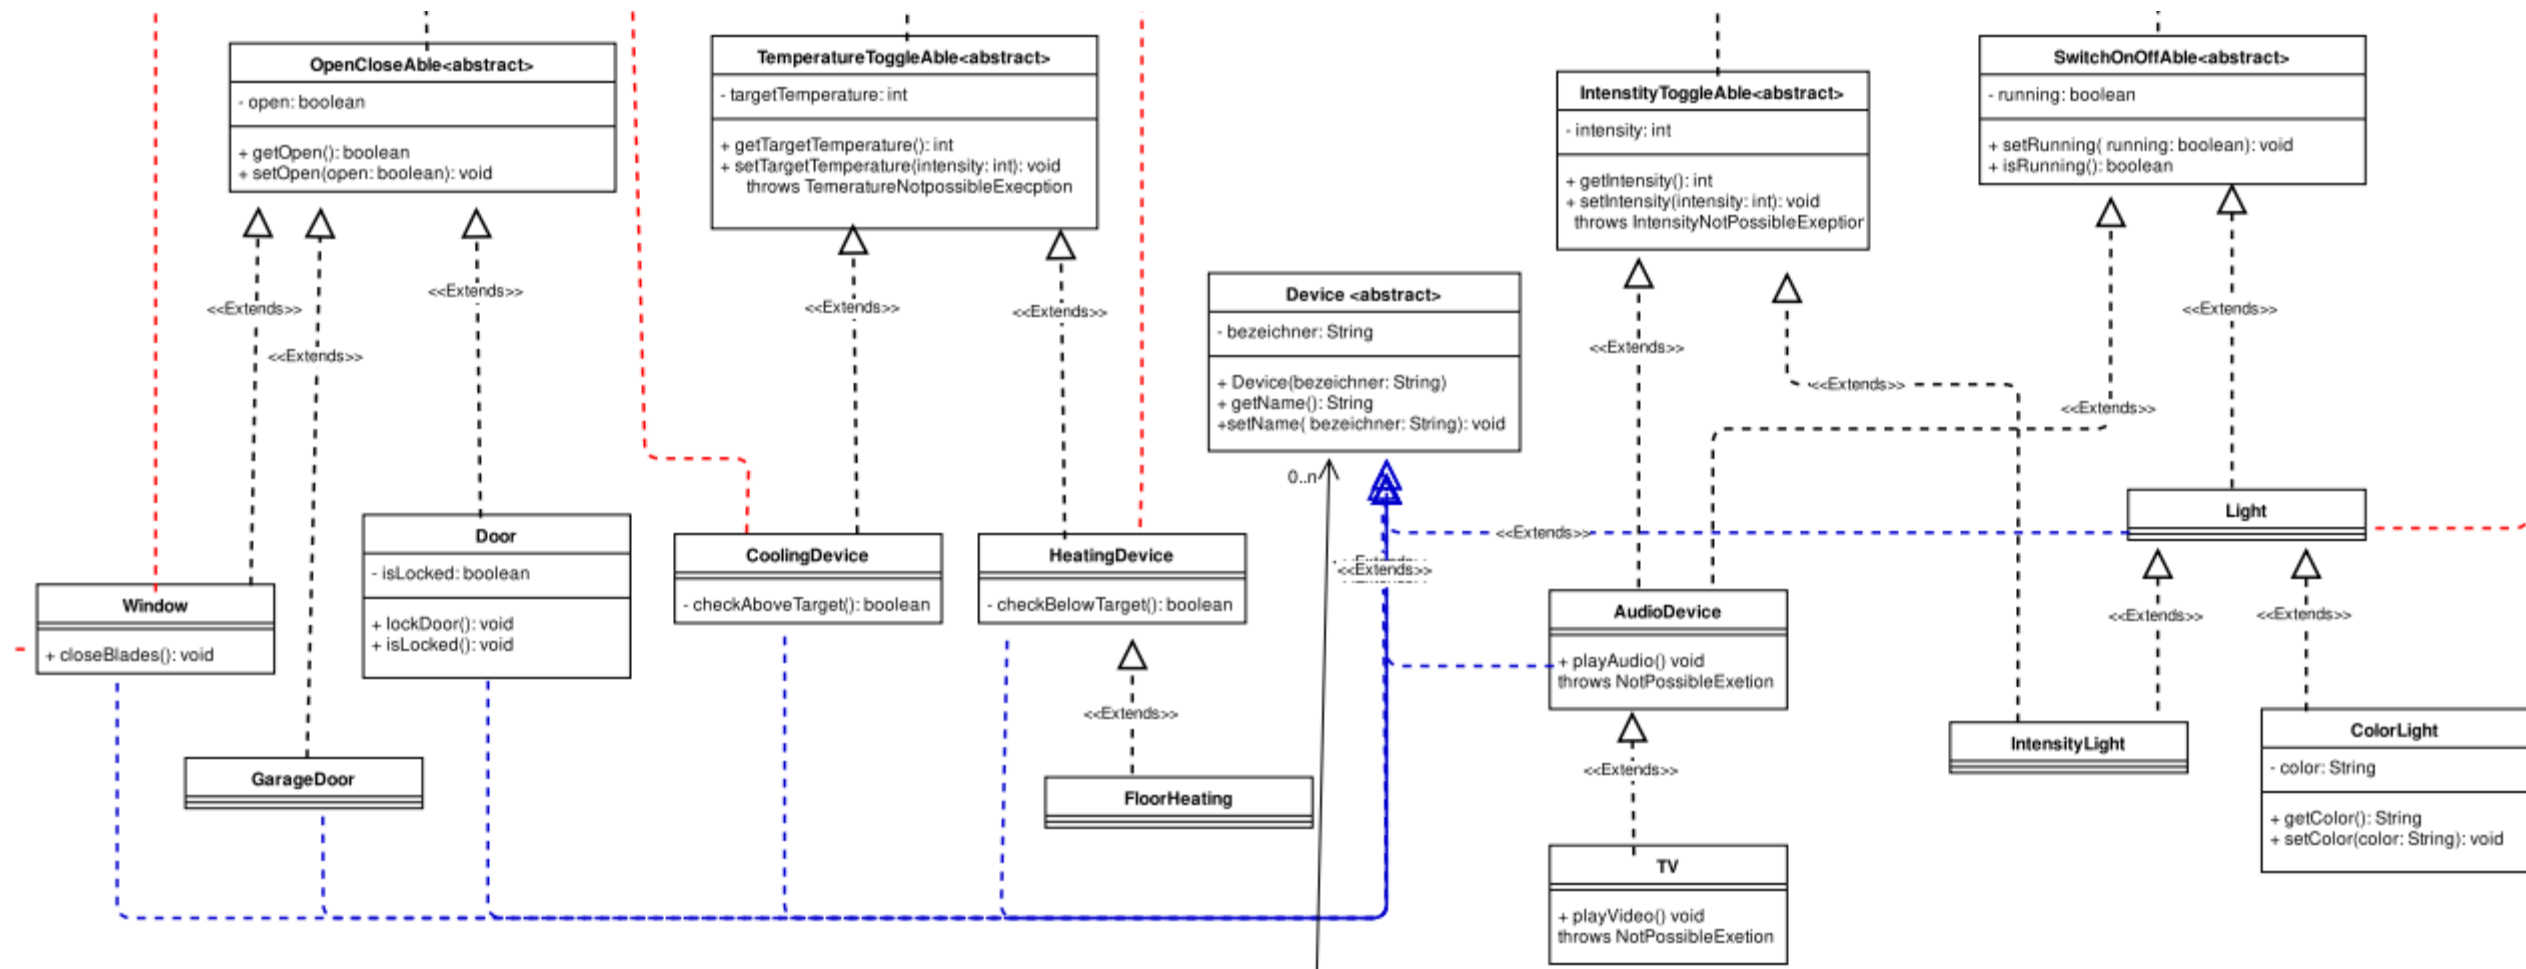 OpenCloseAble<abstract>
- open: boolean
+ getOpen(): boolean
+ setOpen(open: boolean): void
TemperatureToggleAble<abstract>
- targetTemperature: int
+ getTargetTemperature(): int
+ setTargetTemperature(intensity: int): void
throws TemeratureNotpossibleExecption
IntenstityToggleAble<abstract>
- intensity: int
+ getIntensity(): int
+ setIntensity(intensity: int): void
throws IntensityNotPossibleExeptior
SwitchOnOffAble<abstract>
- running: boolean
+ setRunning( running: boolean): void
+ isRunning(): boolean
Device <abstract>
- bezeichner: String
+ Device(bezeichner: String)
+ getName(): String
+setName( bezeichner: String): void
0..n
<<Extends>>
<<Extends>>
<<Extends>>
<<Extends>>
<<Extends>>
<<Extends>>
<<Extends>>
<<Extends>>
<<Extends>>
<<Extends>>
<<Extends>>
Window
+ closeBlades(): void
Door
- isLocked: boolean
+ lockDoor(): void
+ isLocked(): void
CoolingDevice
- checkAboveTarget(): boolean
HeatingDevice
- checkBelowTarget(): boolean
AudioDevice
+ playAudio() void
throws NotPossibleExetion
Light
<<Extends>>
<<Extends>>
<<Extends>>
<<Extends>>
GarageDoor
FloorHeating
IntensityLight
ColorLight
- color: String
+ getColor(): String
+ setColor(color: String): void
TV
+ playVideo() void
throws NotPossibleExetion